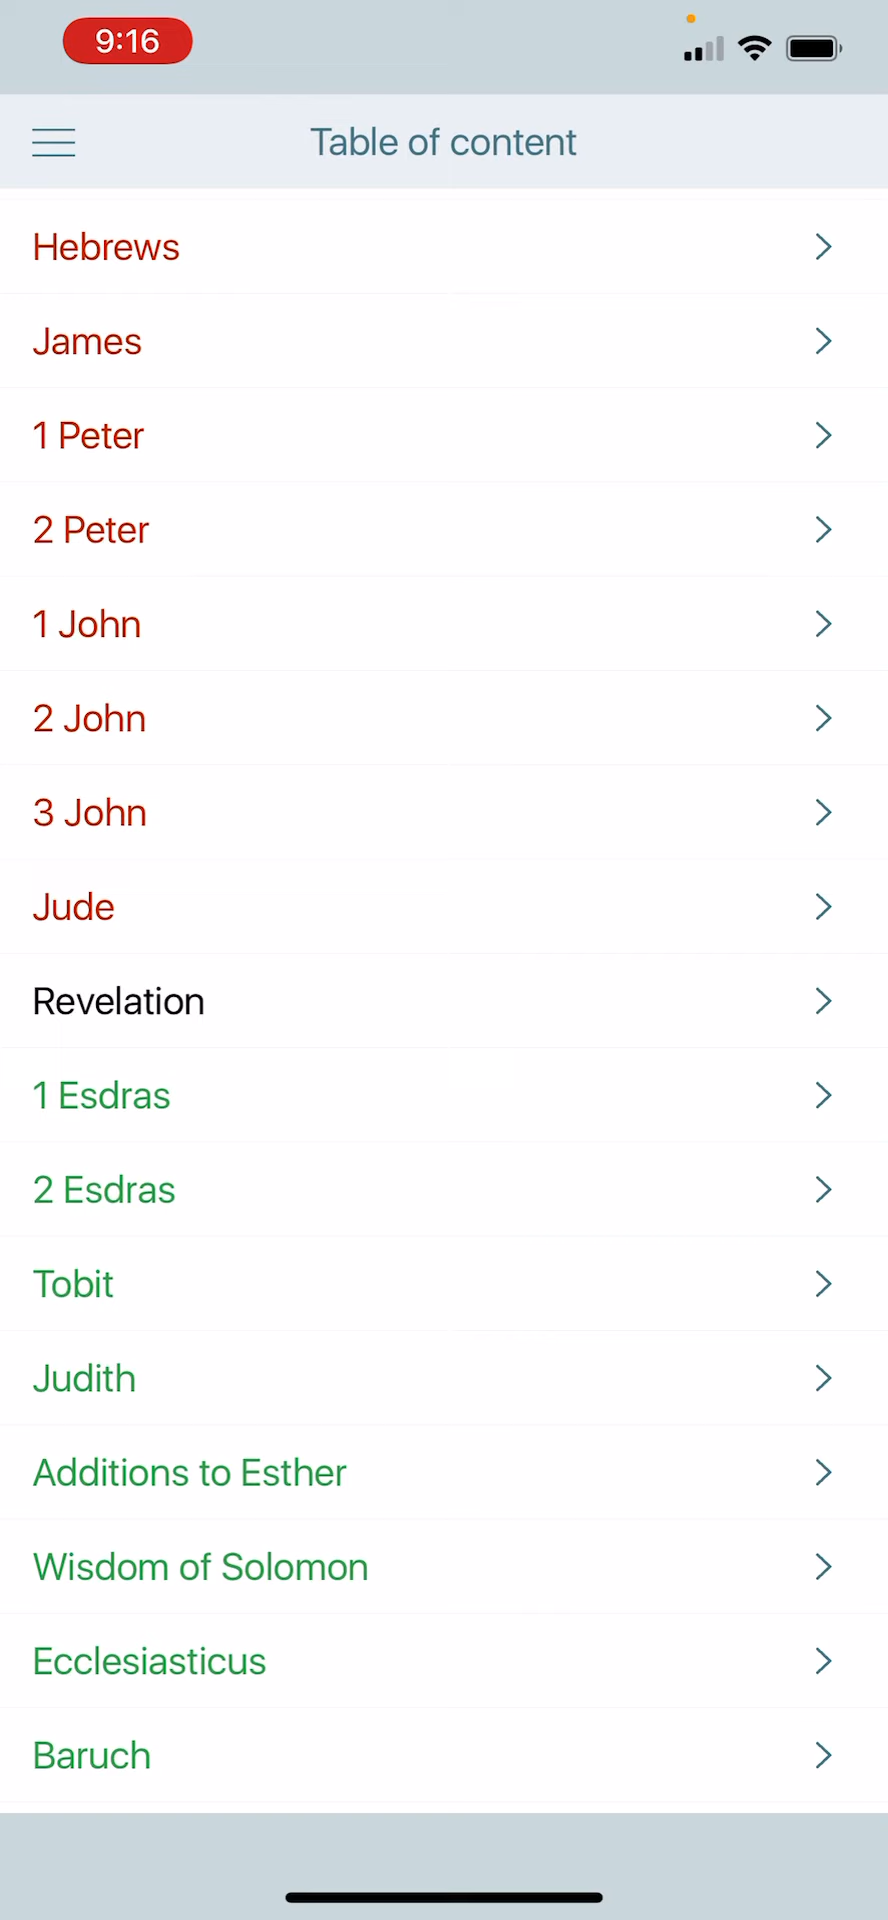 9:16
Table of content
Hebrews
James
1 Peter
2 Peter
1 John
2 John
3 John
Jude
Revelation
1 Esdras
2 Esdras
Tobit
Judith
Additions to Esther
Wisdom of Solomon
Ecclesiasticus
Baruch